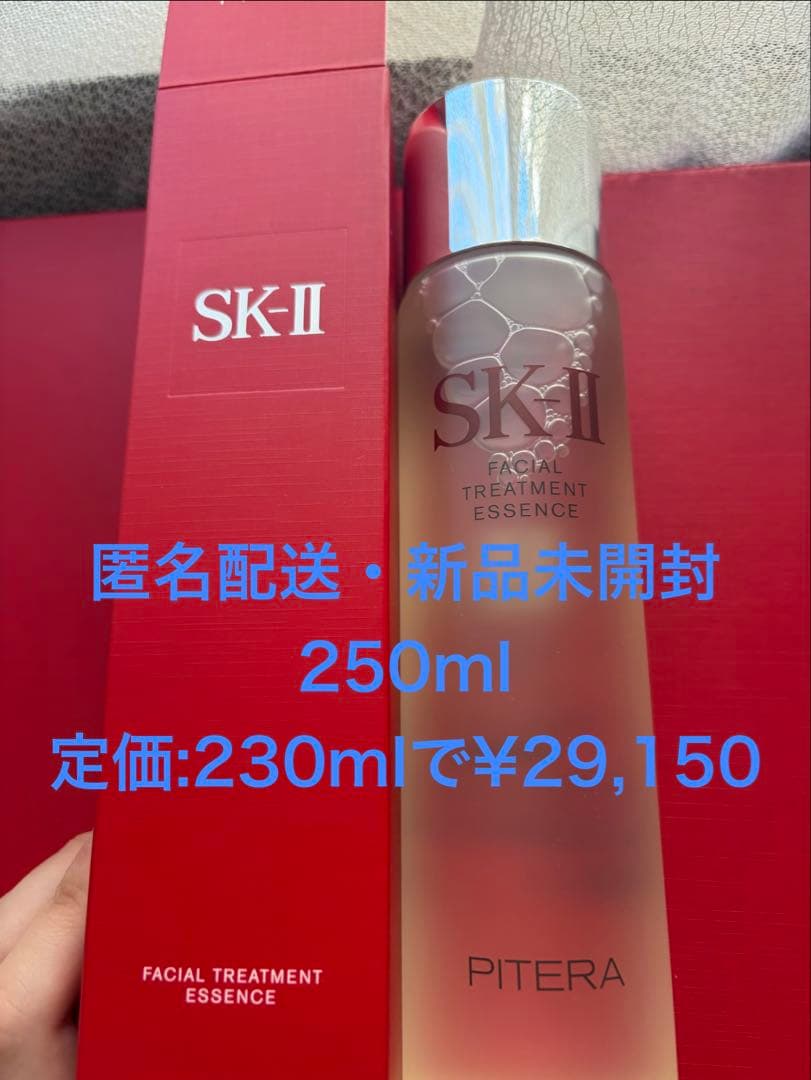 SK-II
SK-II
FACIAL
TREATMENT
ESSENCE
匿名配送・新品未開封
250ml
定価:230mlで¥29,150
PITERA
FACIAL TREATMENT
ESSENCE